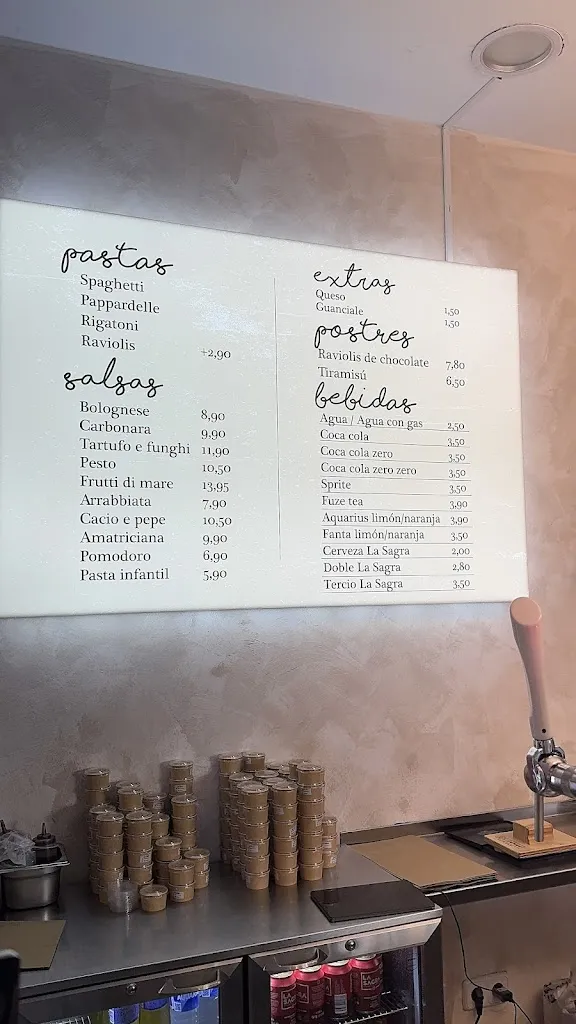 pastas
Spaghetti
Pappardelle
Rigatoni
Raviolis +2,90
salsas
Bolognese 8,90
Carbonara 9,90
Tartufo e funghi 11,90
Pesto 10,50
Frutti di mare 13,95
Arrabbiata 7,90
Cacio e pepe 10,50
Amatriciana 9,90
Pomodoro 6,90
Pasta infantil 5,90
extras
Queso 1,50
Guanciale 1,50
postres
Raviolis de chocolate 7,80
Tiramisú 6,50
bebidas
Agua / Agua con gas 2,50
Coca cola 3,50
Coca cola zero 3,50
Coca cola zero zero 3,50
Sprite 3,50
Fuze tea 3,90
Aquarius limón/naranja 3,90
Fanta limón/naranja 3,50
Cerveza La Sagra 2,00
Doble La Sagra 2,80
Tercio La Sagra 3,50
LA SAGRA